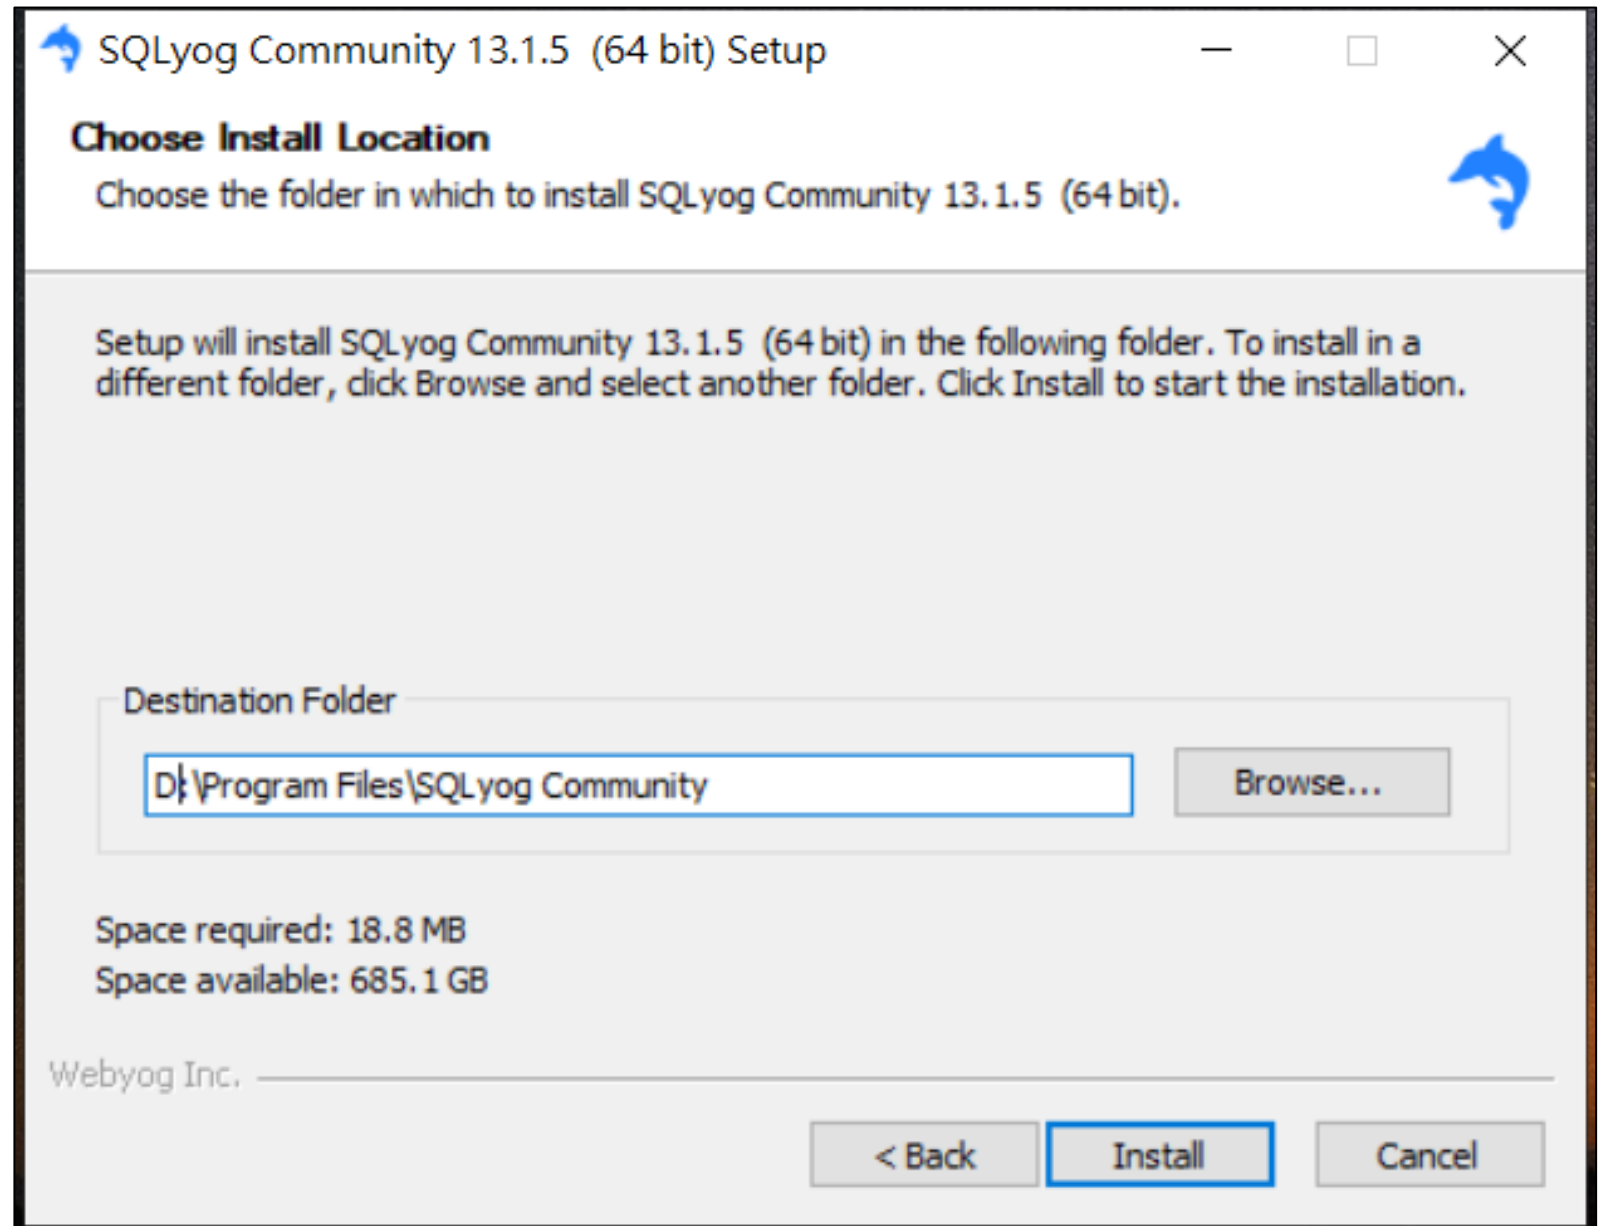 SQLyog Community 13.1.5 (64 bit) Setup
Choose Install Location
Choose the folder in which to install SQLyog Community 13.1.5 (64 bit).
Setup will install SQLyog Community 13.1.5 (64 bit) in the following folder. To install in a
different folder, click Browse and select another folder. Click Install to start the installation.
Destination Folder
D:\Program Files\SQLyog Community
Browse...
Space required: 18.8 MB
Space available: 685.1 GB
Webyog Inc.
< Back
Install
Cancel